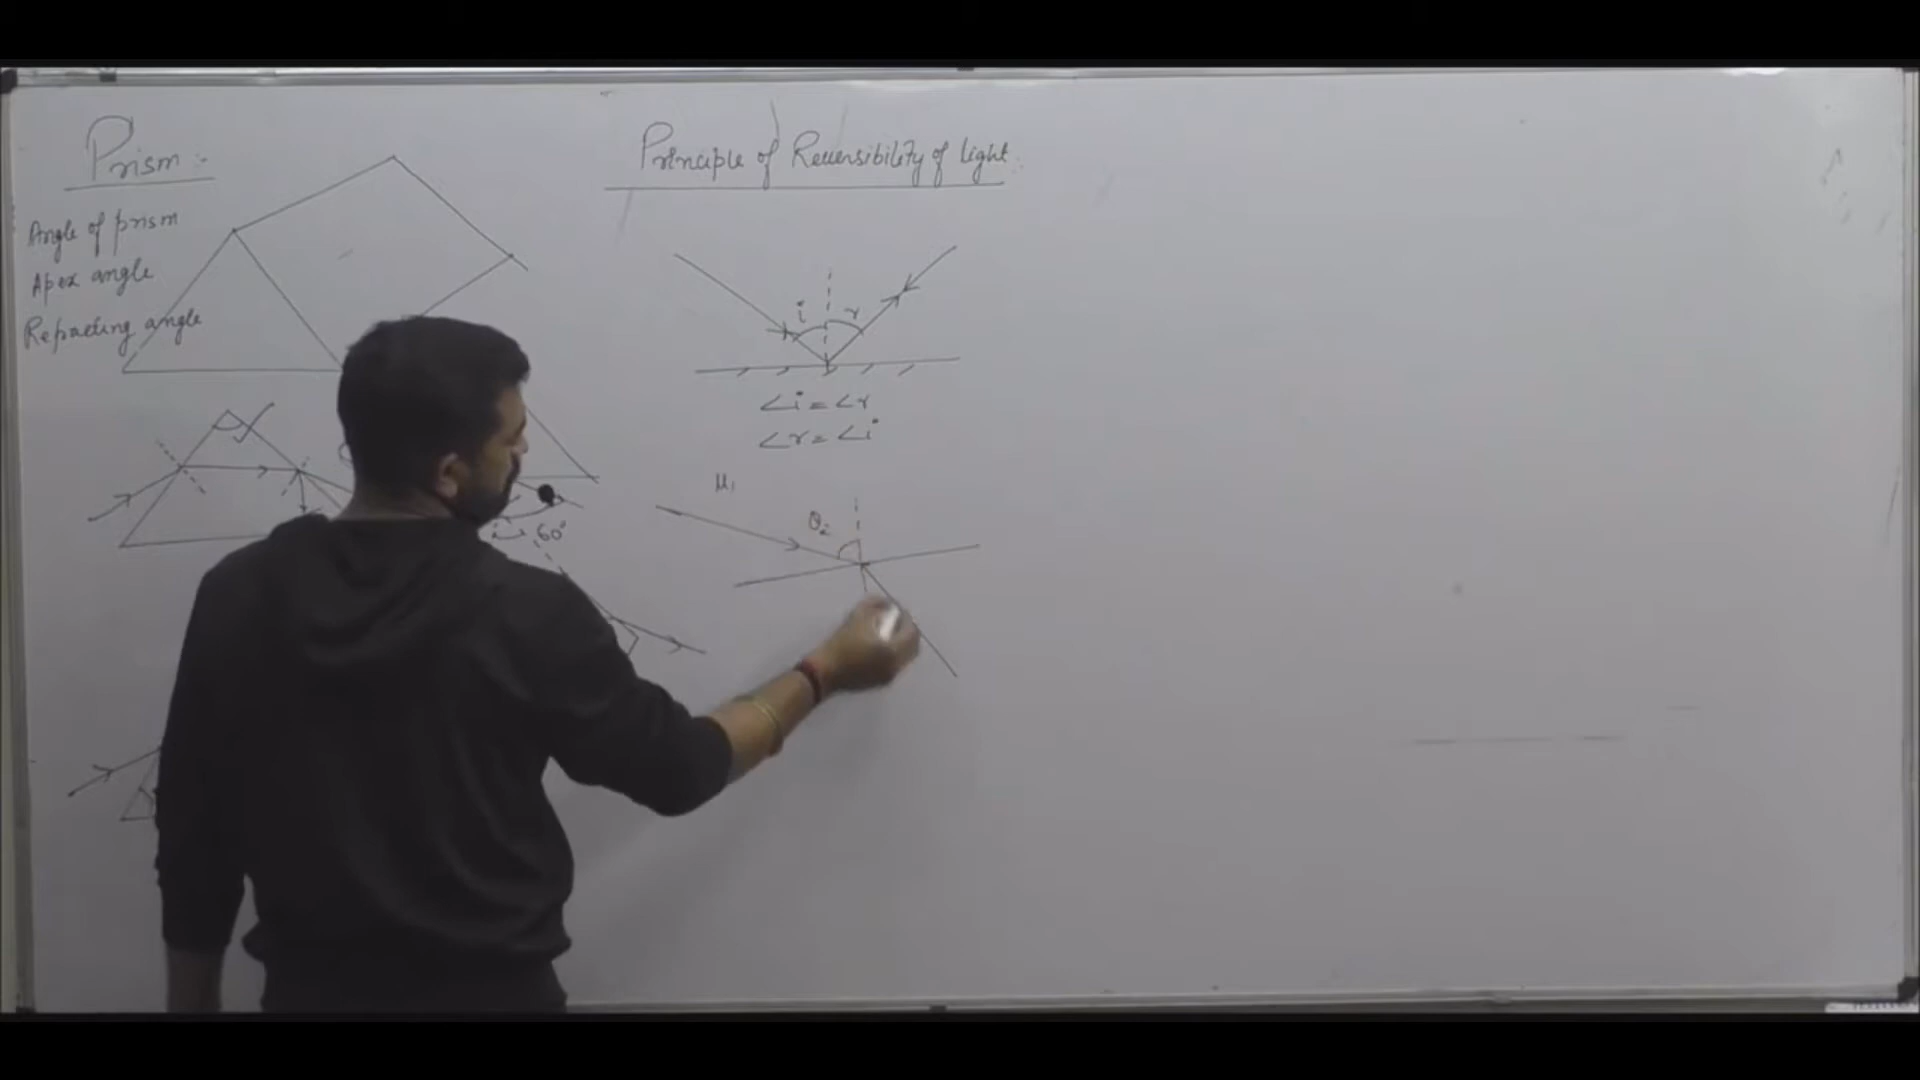 Prism :-
Angle of prism
Apex angle
Refracting angle
60°
Principle of Reversibility of light
i r
∠i = ∠r
∠r = ∠i
μ₁
θi